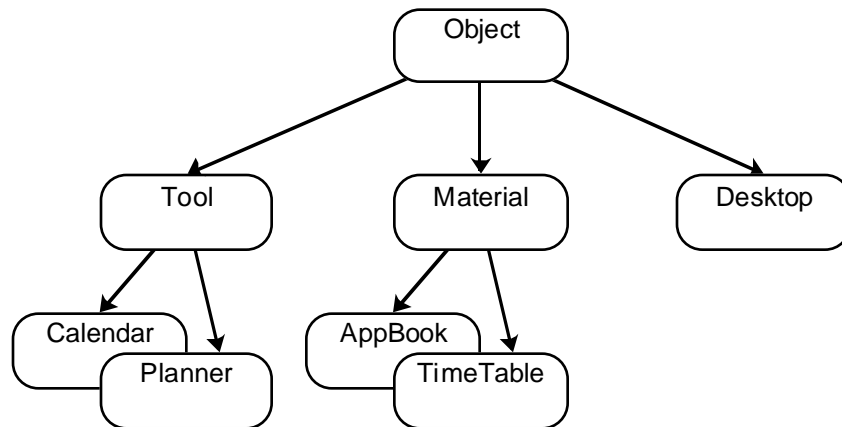 Object
Tool
Material
Desktop
Calendar
AppBook
Planner
TimeTable